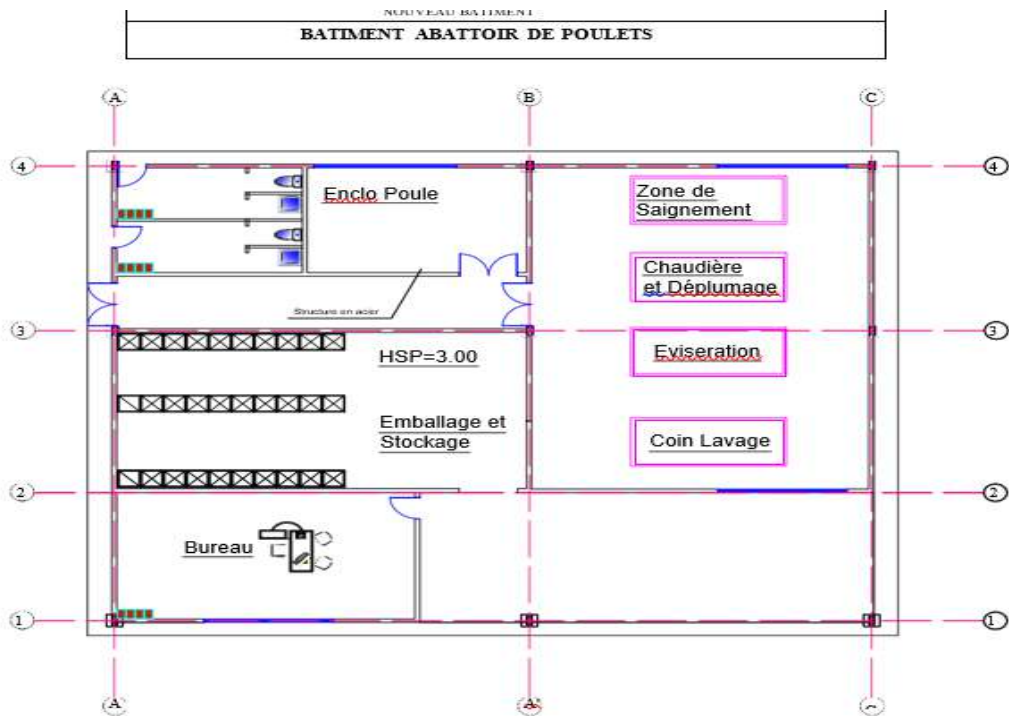 NOUVEAU BATIMENT
BATIMENT ABATTOIR DE POULETS
A B C
4 4
Enclo Poule
Zone de
Saignement
Chaudière
et Déplumage
Structure en acier
3 3
HSP=3.00
Eviseration
Emballage et
Stockage
Coin Lavage
2 2
Bureau
1 1
A A'